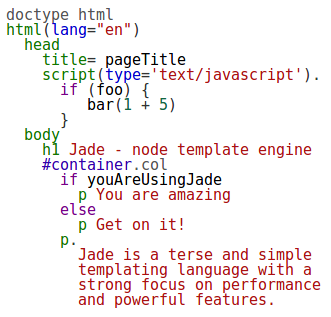 doctype html
html(lang="en")
  head
    title= pageTitle
    script(type='text/javascript').
      if (foo) {
         bar(1 + 5)
      }
  body
    h1 Jade - node template engine
    #container.col
      if youAreUsingJade
        p You are amazing
      else
        p Get on it!
      p.
        Jade is a terse and simple
        templating language with a
        strong focus on performance
        and powerful features.